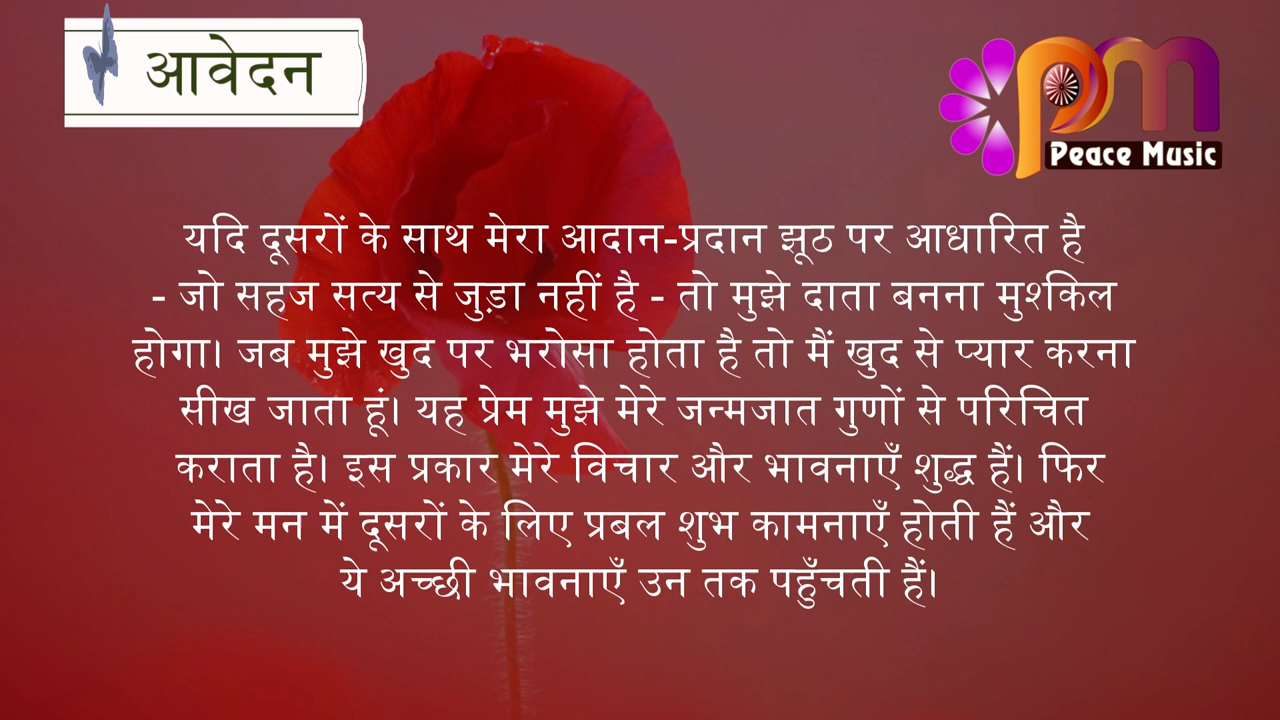 आवेदन
Peace Music
यदि दूसरों के साथ मेरा आदान-प्रदान झूठ पर आधारित है
- जो सहज सत्य से जुड़ा नहीं है - तो मुझे दाता बनना मुश्किल
होगा। जब मुझे खुद पर भरोसा होता है तो मैं खुद से प्यार करना
सीख जाता हूं। यह प्रेम मुझे मेरे जन्मजात गुणों से परिचित
कराता है। इस प्रकार मेरे विचार और भावनाएँ शुद्ध हैं। फिर
मेरे मन में दूसरों के लिए प्रबल शुभ कामनाएँ होती हैं और
ये अच्छी भावनाएँ उन तक पहुँचती हैं।